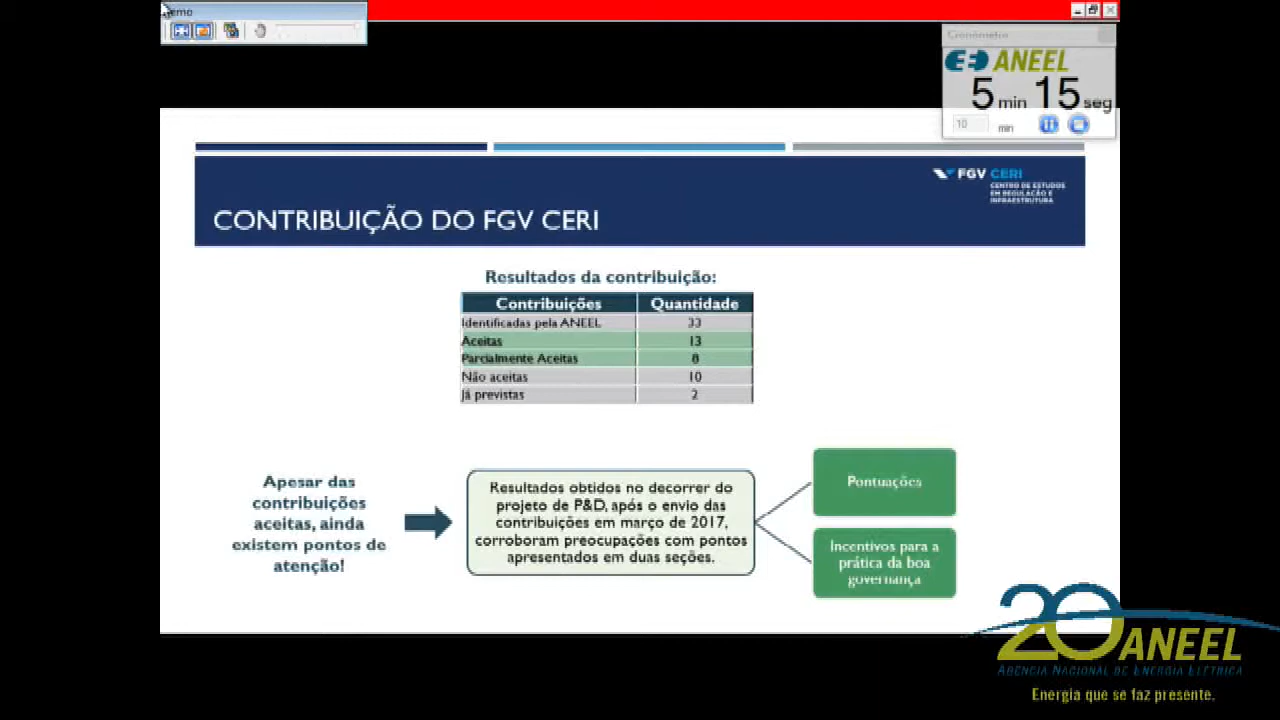 Cronômetro
ANEEL
5 min 15 seg
10 min
FGV CERI
CENTRO DE ESTUDOS
EM REGULAÇÃO E
INFRAESTRUTURA
CONTRIBUIÇÃO DO FGV CERI
Resultados da contribuição:
Contribuições Quantidade
Identificadas pela ANEEL 33
Aceitas 13
Parcialmente Aceitas 8
Não aceitas 10
Já previstas 2
Apesar das
contribuições
aceitas, ainda
existem pontos de
atenção!
Resultados obtidos no decorrer do
projeto de P&D, após o envio das
contribuições em março de 2017,
corroboram preocupações com pontos
apresentados em duas seções.
Pontuações
Incentivos para a
prática da boa
governança
20 ANEEL
AGÊNCIA NACIONAL DE ENERGIA ELÉTRICA
Energia que se faz presente.